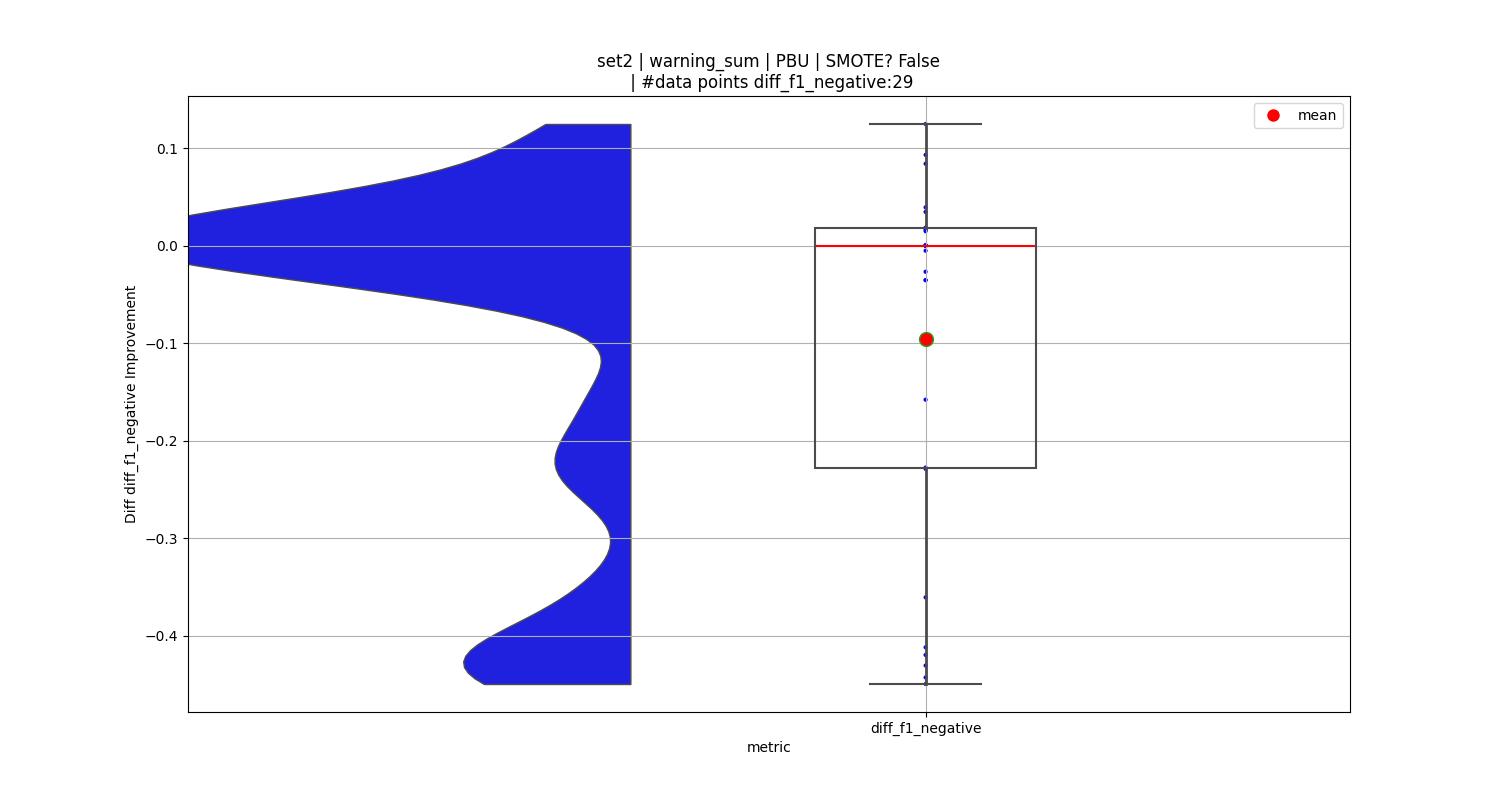 set2 | warning_sum | PBU | SMOTE? False
| #data points diff_f1_negative:29
mean
Diff diff_f1_negative Improvement
0.1
0.0
−0.1
−0.2
−0.3
−0.4
diff_f1_negative
metric